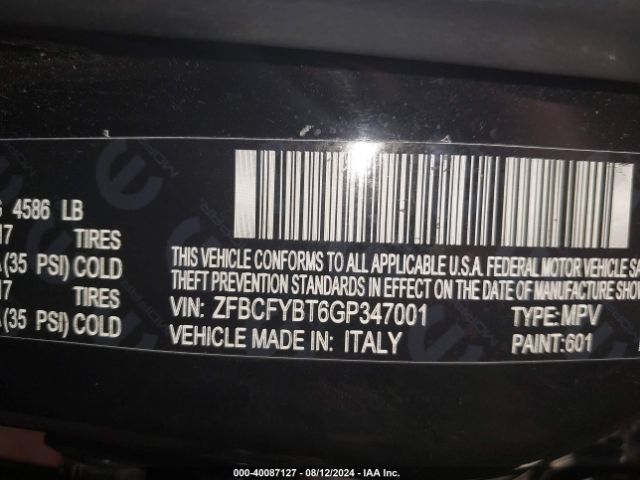 G 4586 LB
17 TIRES
A (35 PSI) COLD
17 TIRES
A (35 PSI) COLD
THIS VEHICLE CONFORMS TO ALL APPLICABLE U.S.A. FEDERAL MOTOR VEHICLE SA
THEFT PREVENTION STANDARDS IN EFFECT ON THE DATE OF MANUFACTURE SHOW
VIN: ZFBCFYBT6GP347001 TYPE: MPV
VEHICLE MADE IN: ITALY PAINT: 601
MOPAR
000-40087127 - 08/12/2024 - IAA Inc.